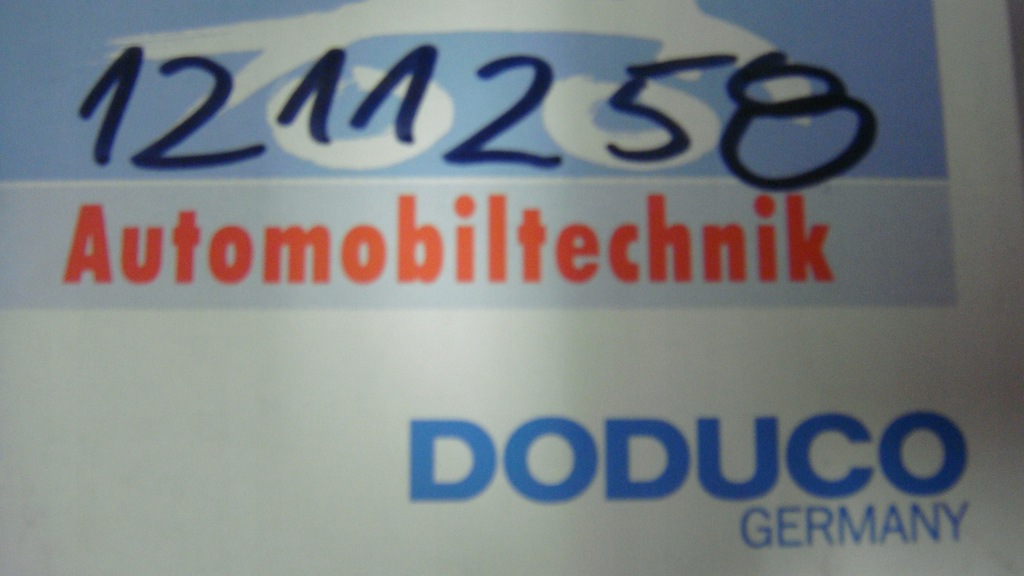 1211258
Automobiltechnik
DODUCO
GERMANY